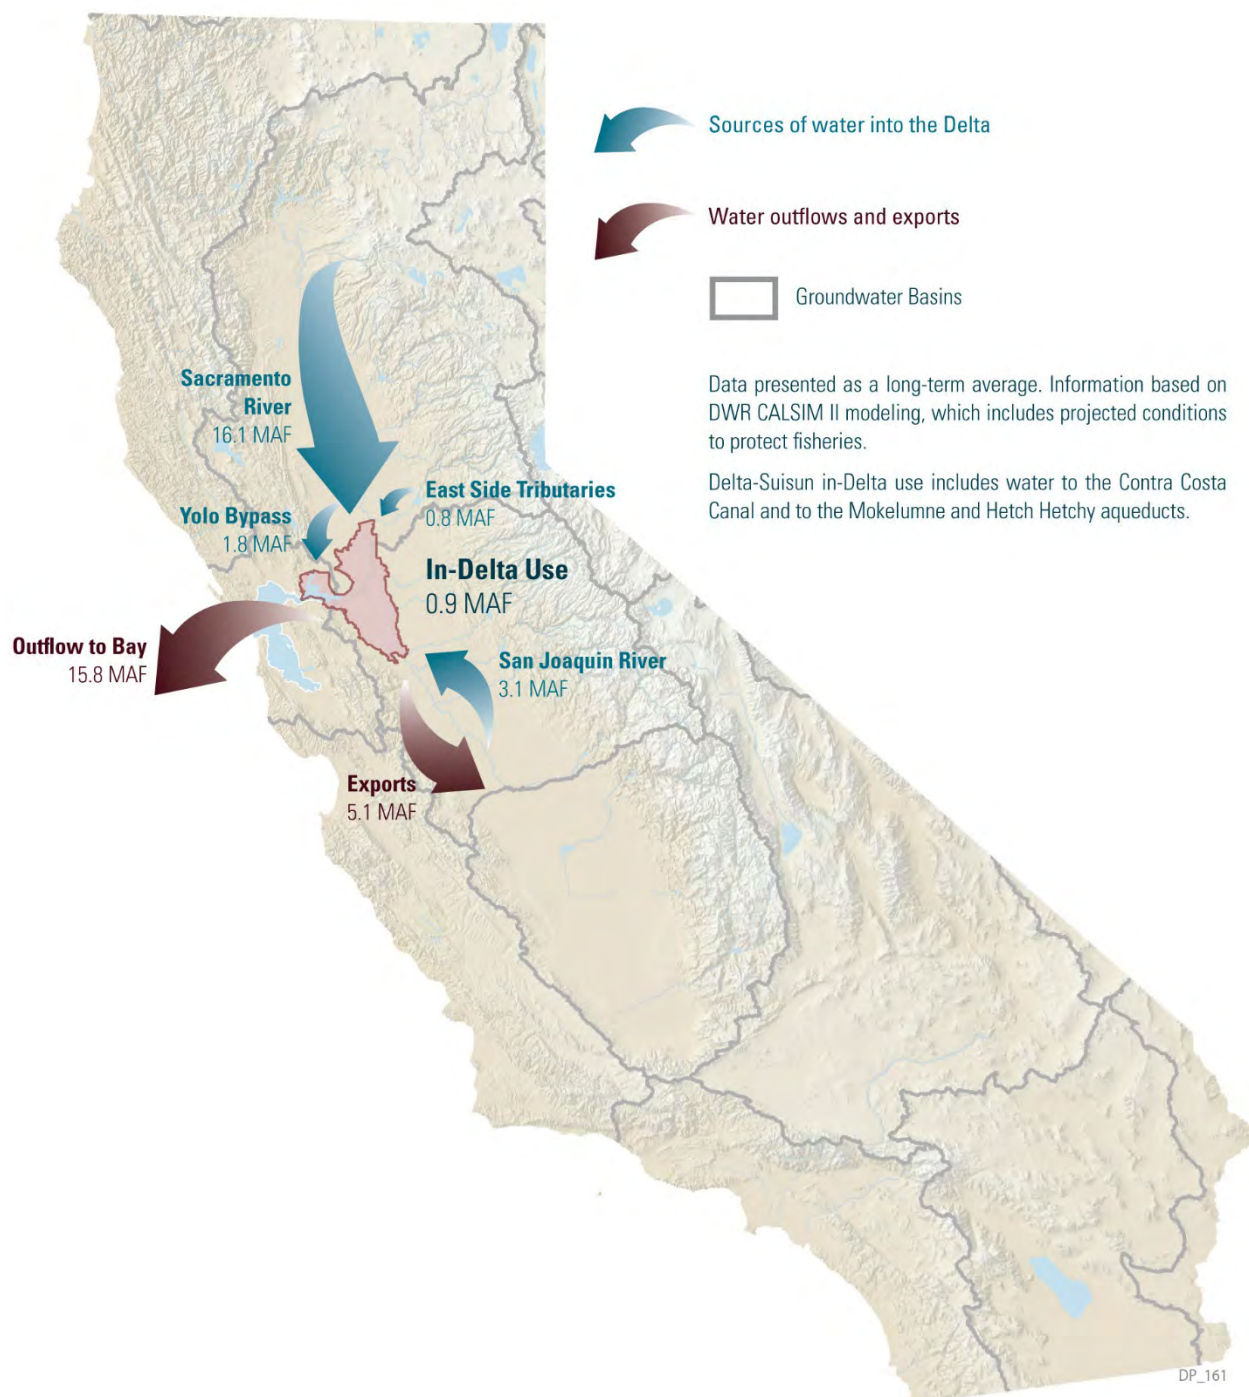 Sources of water into the Delta
Water outflows and exports
Groundwater Basins
Data presented as a long-term average. Information based on
DWR CALSIM II modeling, which includes projected conditions
to protect fisheries.
Delta-Suisun in-Delta use includes water to the Contra Costa
Canal and to the Mokelumne and Hetch Hetchy aqueducts.
Sacramento
River
16.1 MAF
East Side Tributaries
0.8 MAF
Yolo Bypass
1.8 MAF
In-Delta Use
0.9 MAF
Outflow to Bay
15.8 MAF
San Joaquin River
3.1 MAF
Exports
5.1 MAF
DP_161